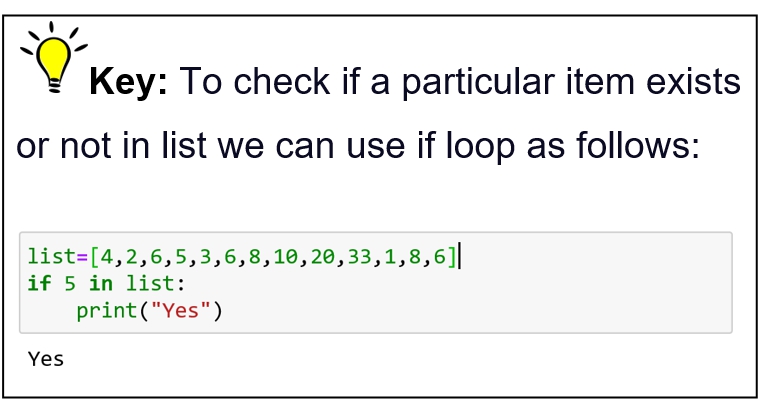 Key: To check if a particular item exists
or not in list we can use if loop as follows:
list=[4,2,6,5,3,6,8,10,20,33,1,8,6]
if 5 in list:
    print("Yes")
Yes